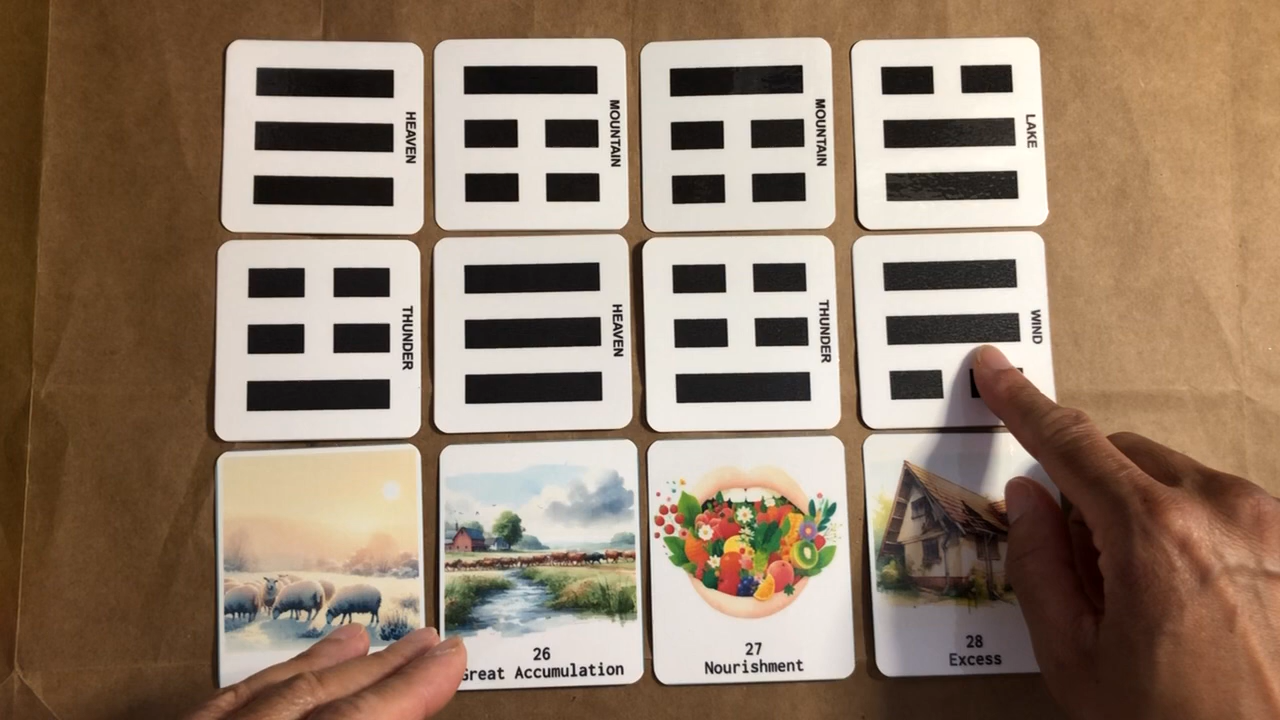 HEAVEN
MOUNTAIN
MOUNTAIN
LAKE
THUNDER
HEAVEN
THUNDER
WIND
26
Great Accumulation
27
Nourishment
28
Excess